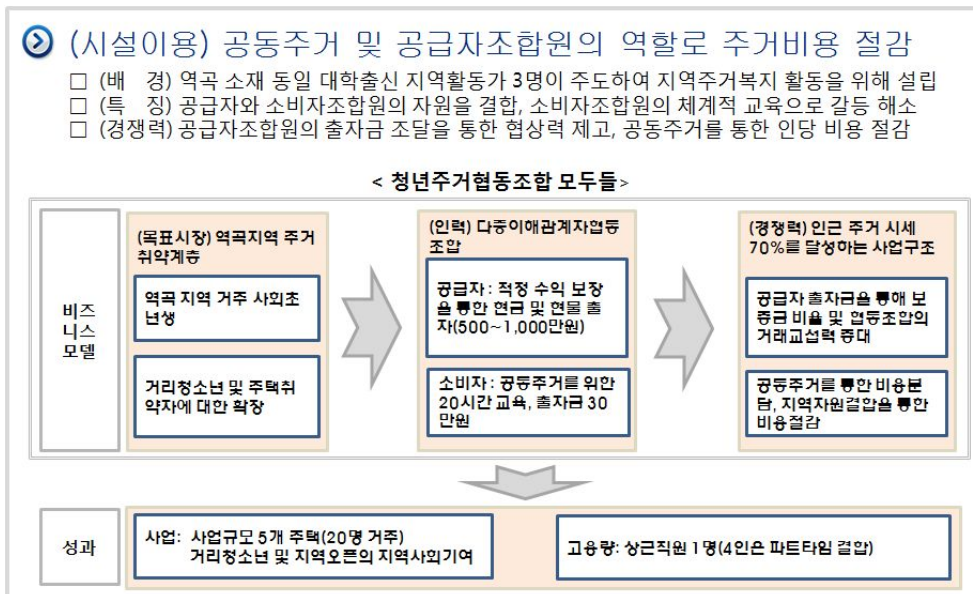 (시설이용) 공동주거 및 공급자조합원의 역할로 주거비용 절감
□ (배 경) 역곡 소재 동일 대학출신 지역활동가 3명이 주도하여 지역주거복지 활동을 위해 설립
□ (특 징) 공급자와 소비자조합원의 자원을 결합, 소비자조합원의 체계적 교육으로 갈등 해소
□ (경쟁력) 공급자조합원의 출자금 조달을 통한 협상력 제고, 공동주거를 통한 인당 비용 절감
< 청년주거협동조합 모두들>
비즈
니스
모델
(목표시장) 역곡지역 주거
취약계층
역곡 지역 거주 사회초
년생
거리청소년 및 주택취
약자에 대한 확장
(인력) 다중이해관계자협동
조합
공급자 : 적정 수익 보장
을 통한 현금 및 현물 출
자(500~1,000만원)
소비자 : 공동주거를 위한
20시간 교육, 출자금 30
만원
(경쟁력) 인근 주거 시세
70%를 달성하는 사업구조
공급자 출자금을 통해 보
증금 비율 및 협동조합의
거래교섭력 증대
공동주거를 통한 비용분
담, 지역자원결합을 통한
비용절감
성과
사업: 사업규모 5개 주택(20명 거주)
거리청소년 및 지역오픈의 지역사회기여
고용량: 상근직원 1명(4인은 파트타임 결합)